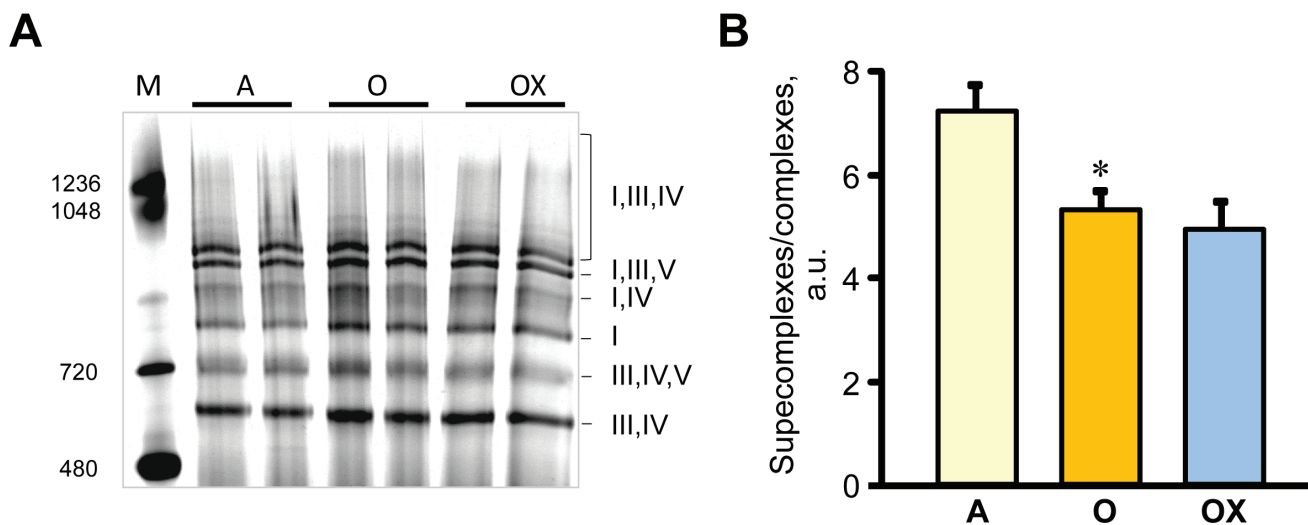 A
M A O OX
1236
1048
720
480
I,III,IV
I,III,V
I,IV
I
III,IV,V
III,IV
B
Supecomplexes/complexes,
a.u.
8
6
4
2
0
*
A O OX